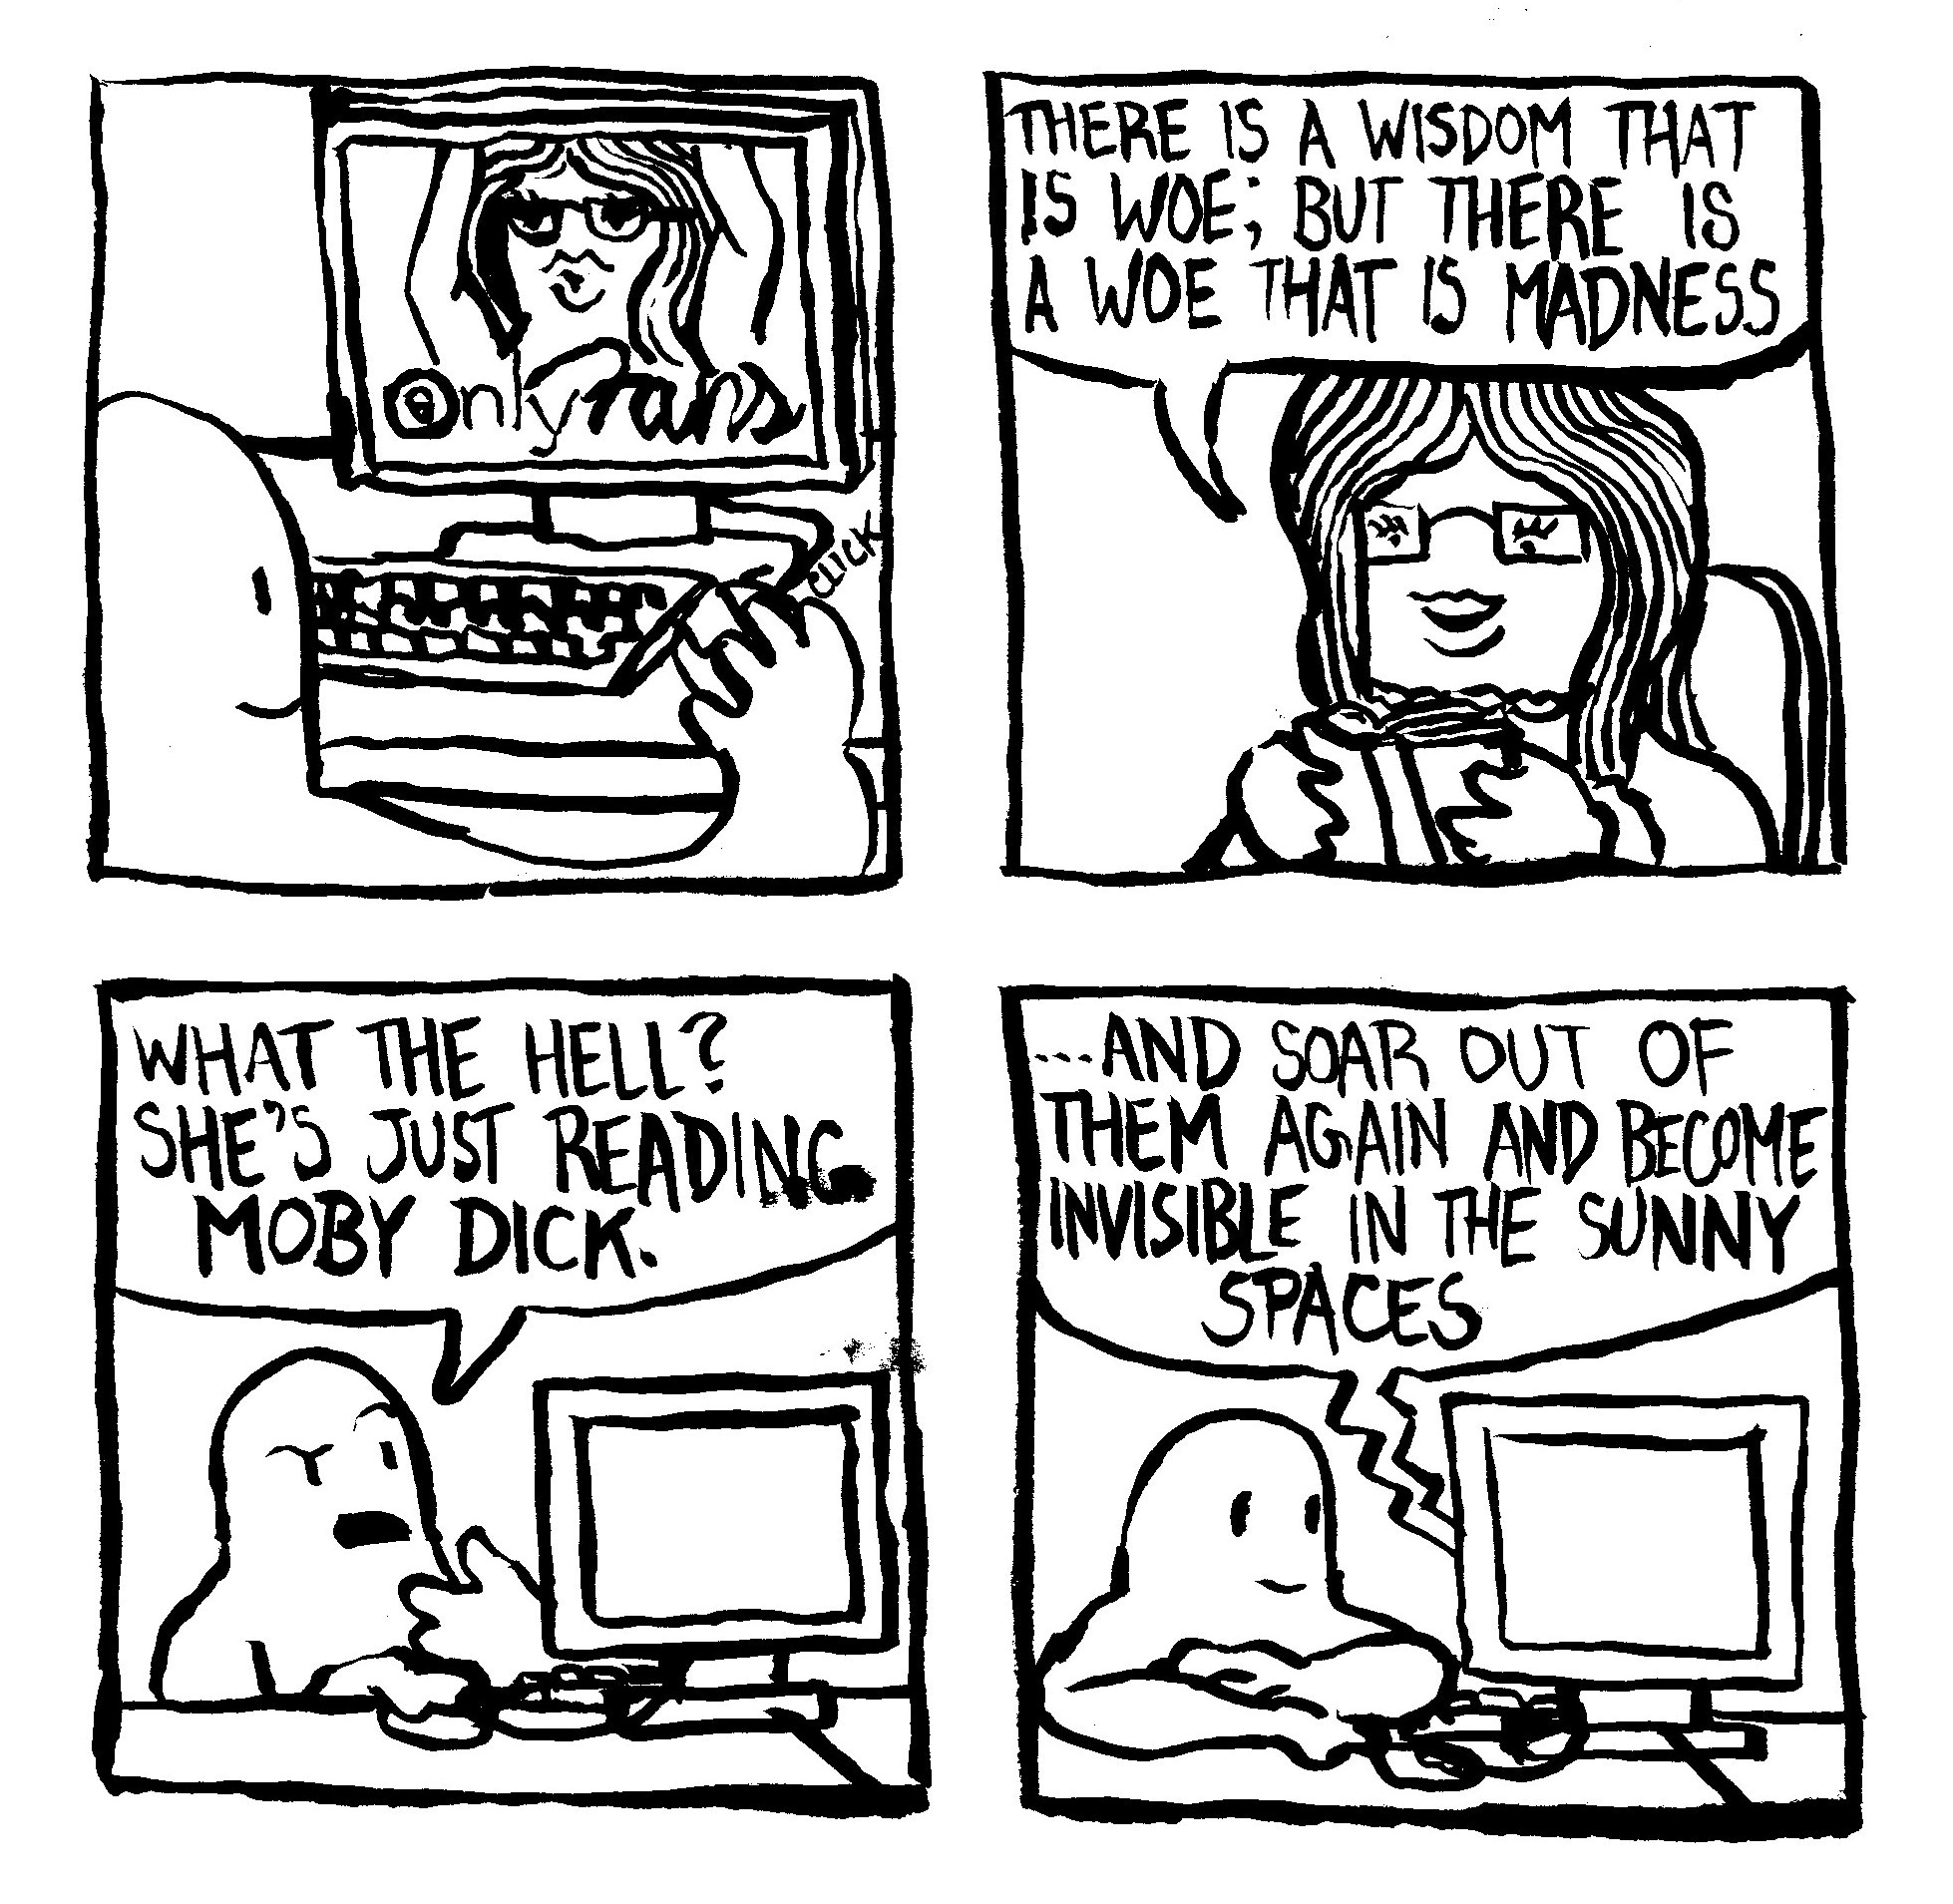 OnlyFans
CLICK
THERE IS A WISDOM THAT
IS WOE; BUT THERE IS
A WOE THAT IS MADNESS
WHAT THE HELL?
SHE'S JUST READING
MOBY DICK.
...AND SOAR OUT OF
THEM AGAIN AND BECOME
INVISIBLE IN THE SUNNY
SPACES